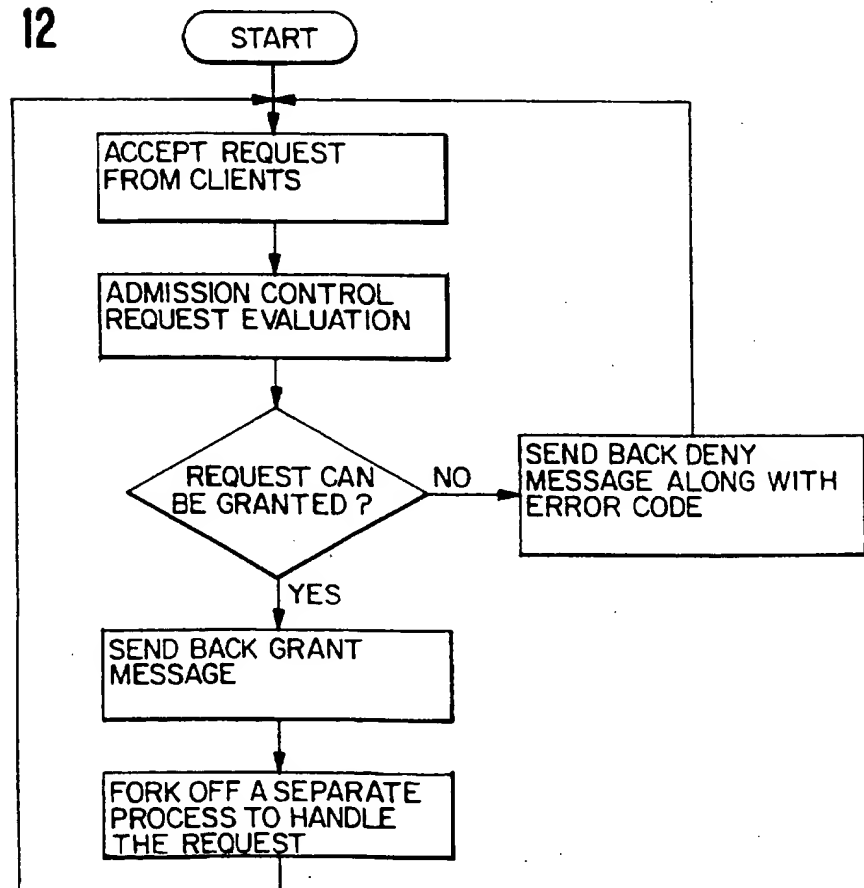 12
START
ACCEPT REQUEST
FROM CLIENTS
ADMISSION CONTROL
REQUEST EVALUATION
REQUEST CAN
BE GRANTED?
NO
SEND BACK DENY
MESSAGE ALONG WITH
ERROR CODE
YES
SEND BACK GRANT
MESSAGE
FORK OFF A SEPARATE
PROCESS TO HANDLE
THE REQUEST